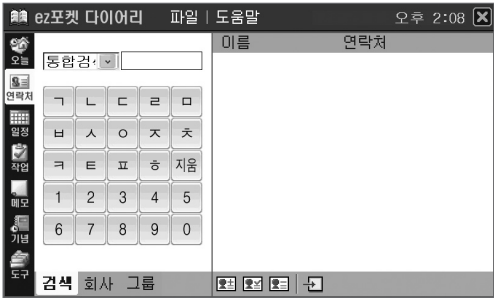 ez포켓 다이어리 파일 | 도움말 오후 2:08
오늘
연락처
일정
작업
메모
기념
도구
통합검색
ㄱ ㄴ ㄷ ㄹ ㅁ
ㅂ ㅅ ㅇ ㅈ ㅊ
ㅋ ㅌ ㅍ ㅎ 지움
1 2 3 4 5
6 7 8 9 0
검색 회사 그룹
이름 연락처